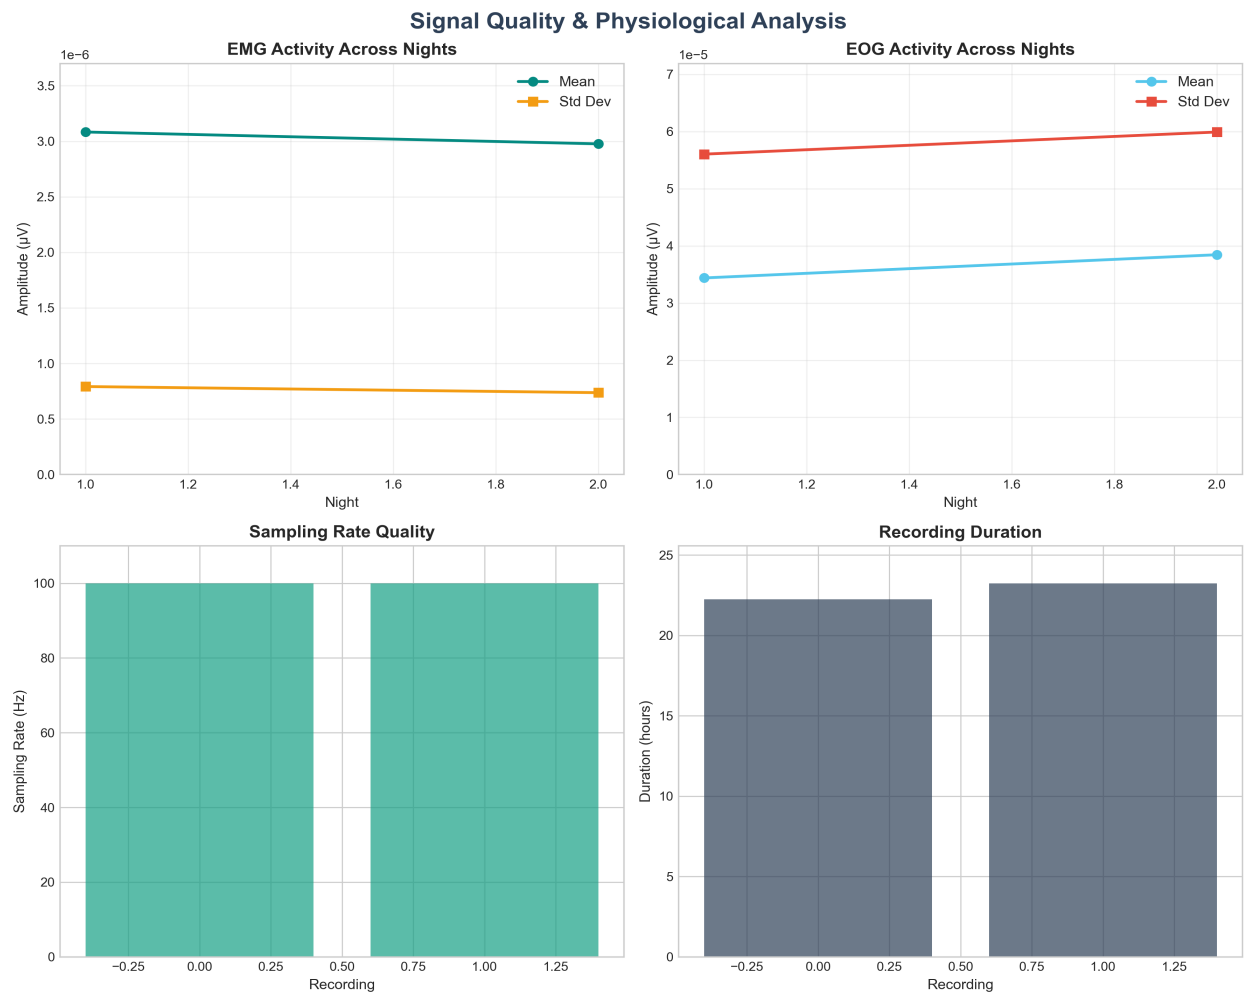 Signal Quality & Physiological Analysis
EMG Activity Across Nights
1e−6
Mean
Std Dev
3.5
3.0
2.5
2.0
1.5
1.0
0.5
0.0
Amplitude (μV)
1.0 1.2 1.4 1.6 1.8 2.0
Night
EOG Activity Across Nights
1e−5
Mean
Std Dev
7
6
5
4
3
2
1
0
Amplitude (μV)
1.0 1.2 1.4 1.6 1.8 2.0
Night
Sampling Rate Quality
100
80
60
40
20
0
Sampling Rate (Hz)
−0.25 0.00 0.25 0.50 0.75 1.00 1.25
Recording
Recording Duration
25
20
15
10
5
0
Duration (hours)
−0.25 0.00 0.25 0.50 0.75 1.00 1.25
Recording